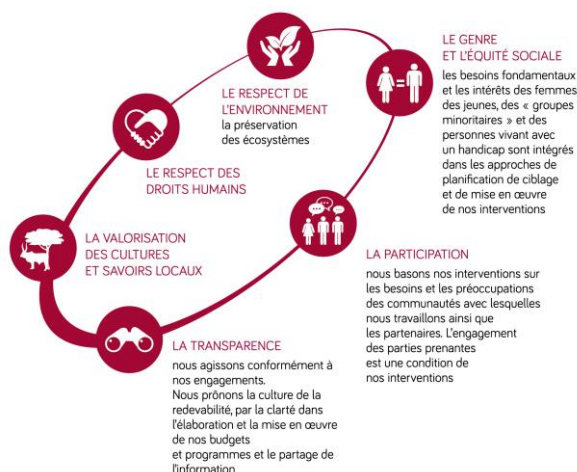 LE GENRE
ET L'ÉQUITÉ SOCIALE
les besoins fondamentaux
et les intérêts des femmes
des jeunes, des « groupes
minoritaires » et des
personnes vivant avec
un handicap sont intégrés
dans les approches de
planification de ciblage
et de mise en œuvre
de nos interventions
LE RESPECT DE
L'ENVIRONNEMENT
la préservation
des écosystèmes
LE RESPECT DES
DROITS HUMAINS
LA VALORISATION
DES CULTURES
ET SAVOIRS LOCAUX
LA PARTICIPATION
nous basons nos interventions sur
les besoins et les préoccupations
des communautés avec lesquelles
nous travaillons ainsi que
les partenaires. L'engagement
des parties prenantes
est une condition de
nos interventions
LA TRANSPARENCE
nous agissons conformément à
nos engagements.
Nous prônons la culture de la
redevabilité, par la clarté dans
l'élaboration et la mise en œuvre
de nos budgets
et programmes et le partage de
l'information